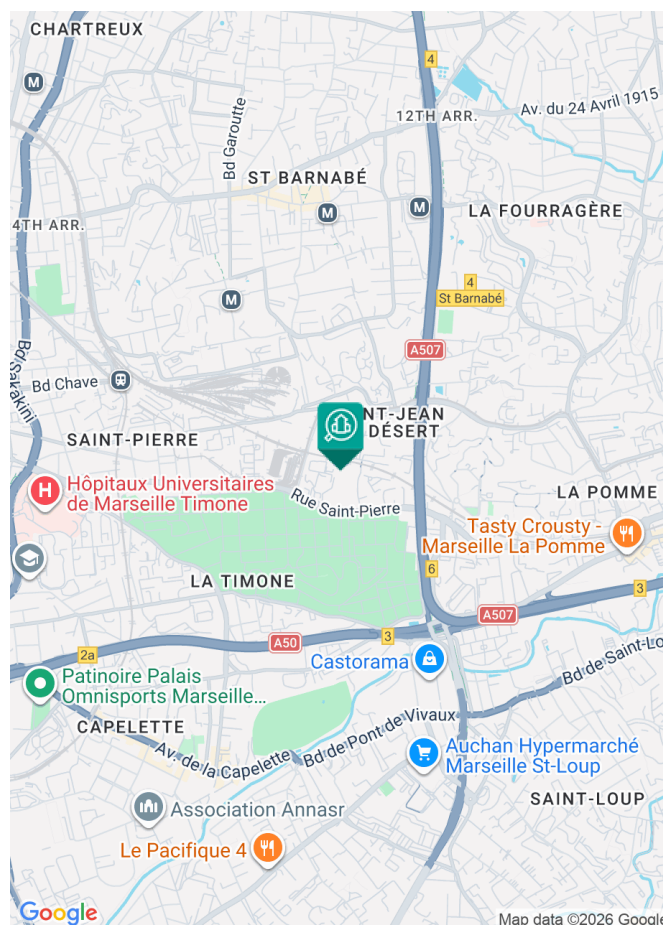 CHARTREUX
M
4
Av. du 24 Avril 1915
12TH ARR.
Bd Garoutte
ST BARNABÉ
M
M
LA FOURRAGÈRE
4TH ARR.
4
St Barnabé
M
A507
Bd Sakakini
Bd Chave
NT-JEAN
DÉSERT
SAINT-PIERRE
H
Hôpitaux Universitaires
de Marseille Timone
Rue Saint-Pierre
LA POMME
Tasty Crousty -
Marseille La Pomme
LA TIMONE
6
3
A507
3
A50
2a
Castorama
Bd de Saint-Lo
Patinoire Palais
Omnisports Marseille...
CAPELETTE
Bd de Pont de Vivaux
Av. de la Capelette
Auchan Hypermarché
Marseille St-Loup
SAINT-LOUP
Association Annasr
Le Pacifique 4
Google
Map data ©2026 Google